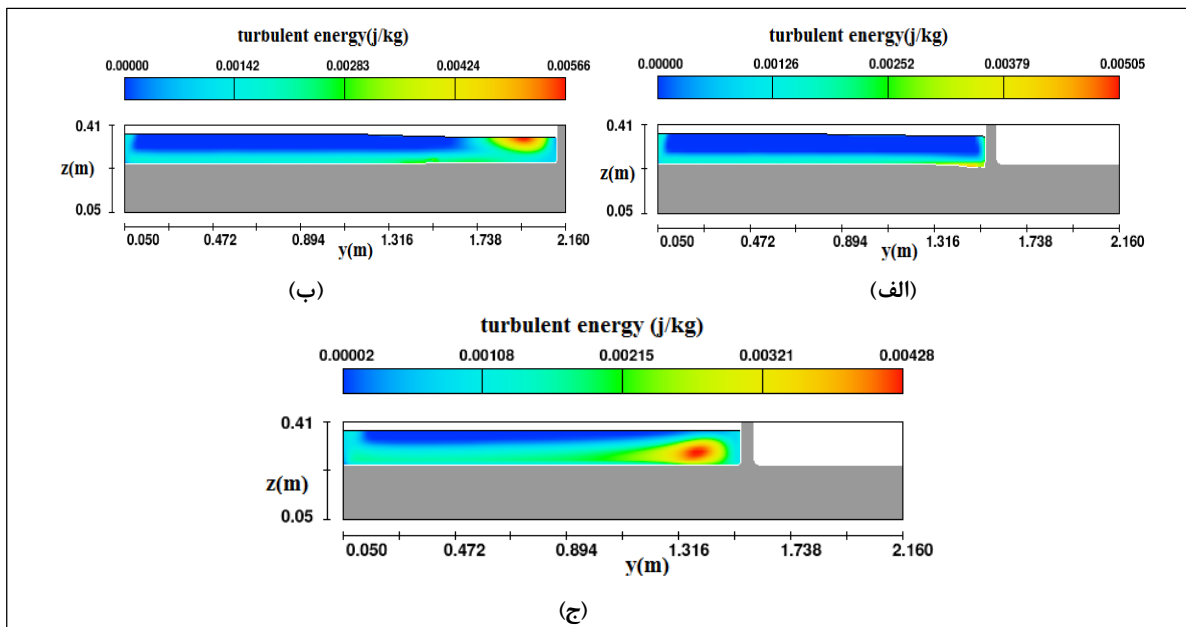 turbulent energy(j/kg)
0.00000 0.00142 0.00283 0.00424 0.00566
0.41
z(m)
0.05
0.050 0.472 0.894 1.316 1.738 2.160
y(m)
(ب)
turbulent energy(j/kg)
0.00000 0.00126 0.00252 0.00379 0.00505
0.41
z(m)
0.05
0.050 0.472 0.894 1.316 1.738 2.160
y(m)
(الف)
turbulent energy (j/kg)
0.00002 0.00108 0.00215 0.00321 0.00428
0.41
z(m)
0.05
0.050 0.472 0.894 1.316 1.738 2.160
y(m)
(ج)